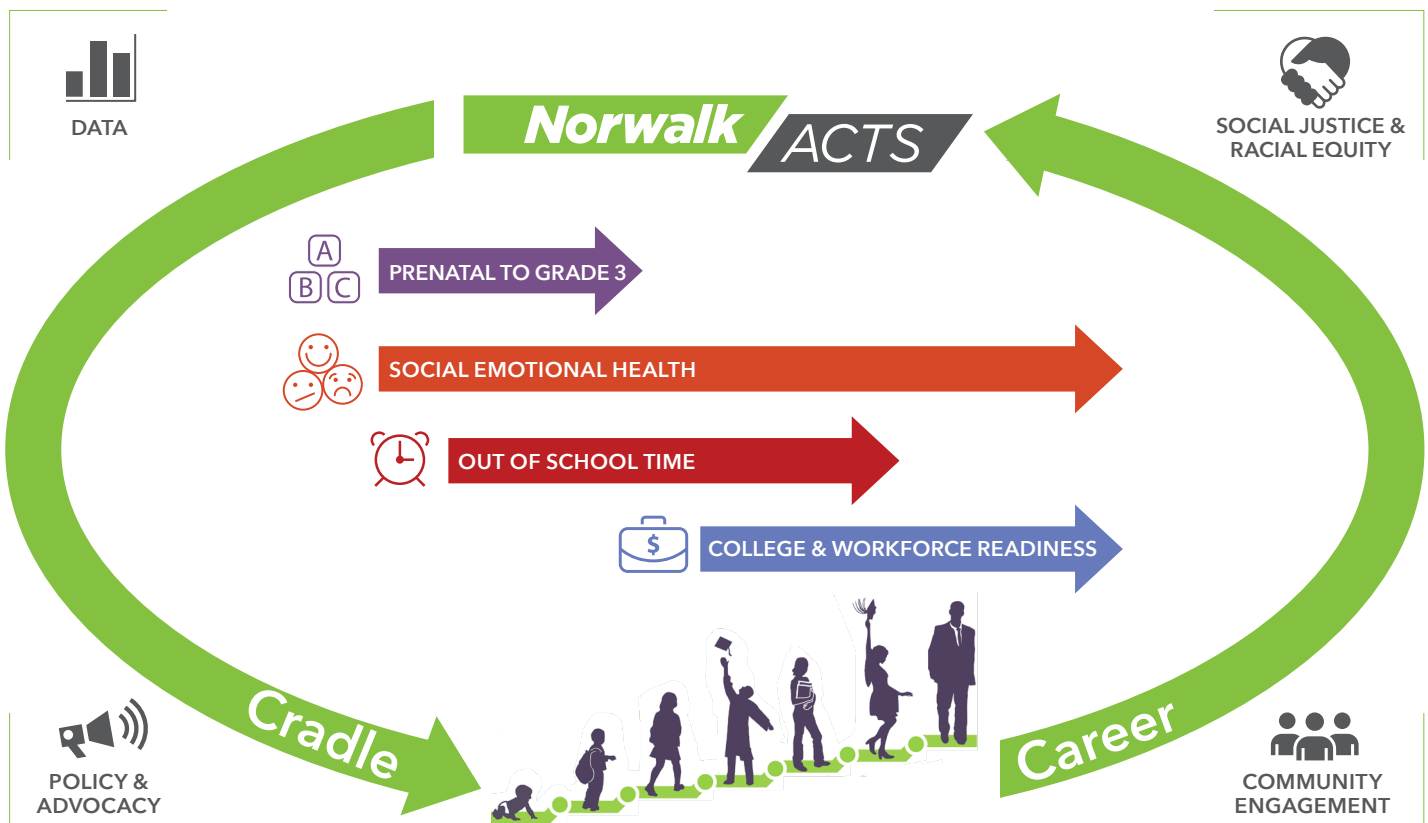 DATA
Norwalk ACTS
SOCIAL JUSTICE &
RACIAL EQUITY
A
B C
PRENATAL TO GRADE 3
SOCIAL EMOTIONAL HEALTH
OUT OF SCHOOL TIME
$
COLLEGE & WORKFORCE READINESS
Cradle
Career
POLICY &
ADVOCACY
COMMUNITY
ENGAGEMENT